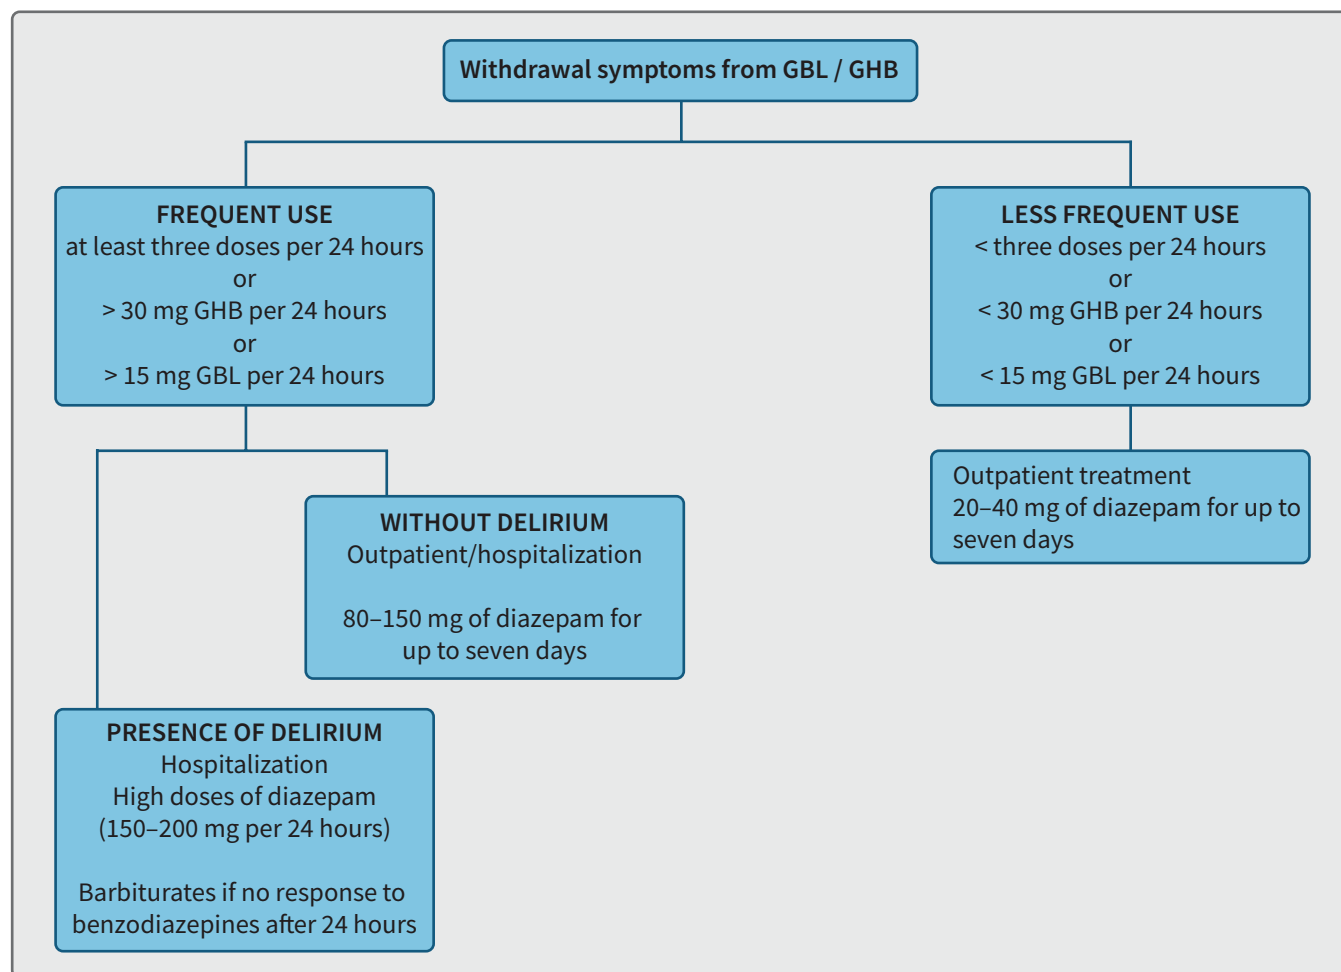 Withdrawal symptoms from GBL / GHB
FREQUENT USE
at least three doses per 24 hours
or
> 30 mg GHB per 24 hours
or
> 15 mg GBL per 24 hours
LESS FREQUENT USE
< three doses per 24 hours
or
< 30 mg GHB per 24 hours
or
< 15 mg GBL per 24 hours
Outpatient treatment
20–40 mg of diazepam for up to
seven days
WITHOUT DELIRIUM
Outpatient/hospitalization
80–150 mg of diazepam for
up to seven days
PRESENCE OF DELIRIUM
Hospitalization
High doses of diazepam
(150–200 mg per 24 hours)
Barbiturates if no response to
benzodiazepines after 24 hours